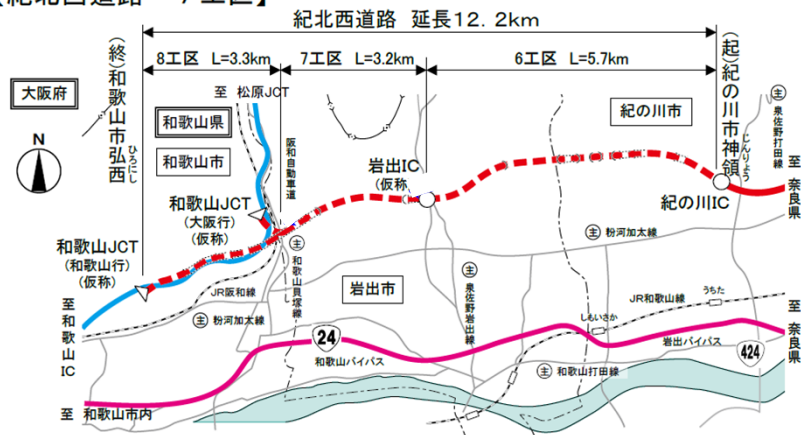 紀北西道路 延長12.2km
8工区 L=3.3km
7工区 L=3.2km
6工区 L=5.7km
(終)和歌山市弘西
ひろにし
(起)紀の川市神領
じんりょう
大阪府
至 松原JCT
和歌山県
和歌山市
阪和自動車道
紀の川市
主 泉佐野打田線
N
岩出IC
(仮称)
至 奈良県
和歌山JCT
(大阪行)
(仮称)
紀の川IC
和歌山JCT
(和歌山行)
(仮称)
主 粉河加太線
主 和歌山貝塚線
JR阪和線
岩出市
主 泉佐野岩出線
JR和歌山線
うちた
至 和歌山IC
主 粉河加太線
しもいさか
至 奈良県
24
和歌山バイパス
岩出バイパス
424
主 和歌山打田線
至 和歌山市内